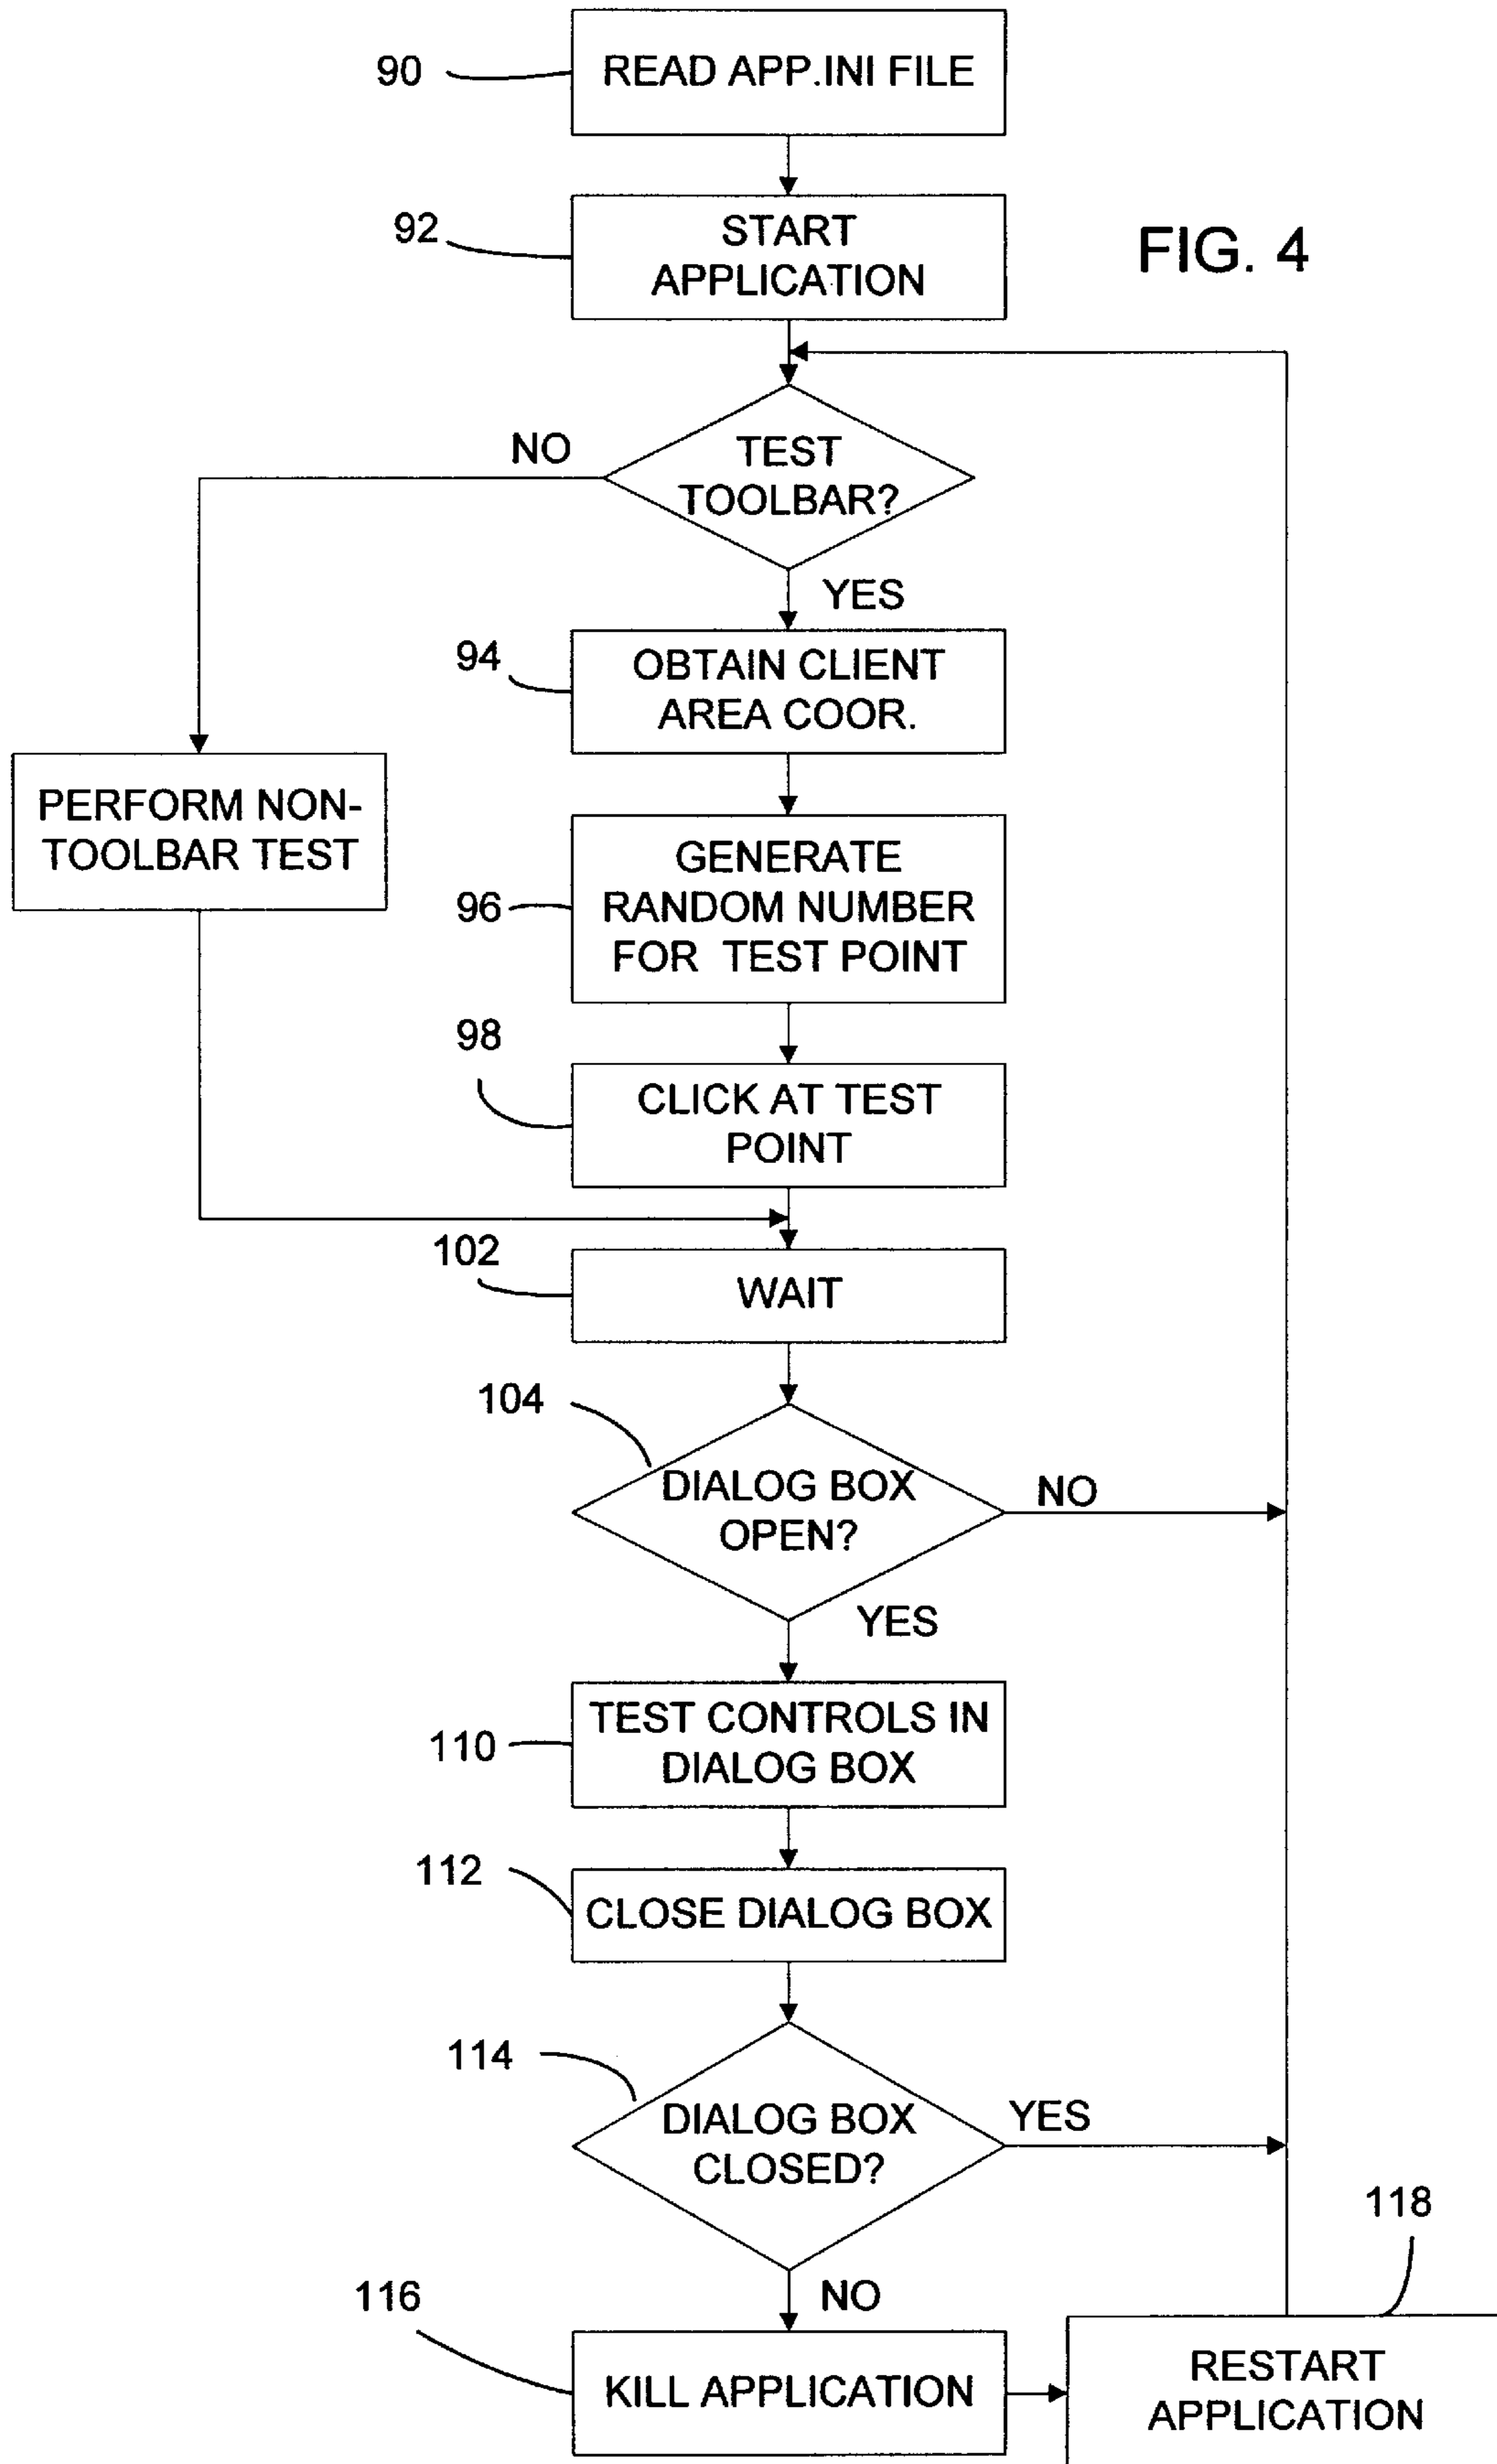 90
READ APP.INI FILE
92
START
APPLICATION
FIG. 4
NO
TEST
TOOLBAR?
YES
94
OBTAIN CLIENT
AREA COOR.
PERFORM NON-
TOOLBAR TEST
96
GENERATE
RANDOM NUMBER
FOR TEST POINT
98
CLICK AT TEST
POINT
102
WAIT
104
DIALOG BOX
OPEN?
NO
YES
110
TEST CONTROLS IN
DIALOG BOX
112
CLOSE DIALOG BOX
114
DIALOG BOX
CLOSED?
YES
118
NO
116
KILL APPLICATION
RESTART
APPLICATION